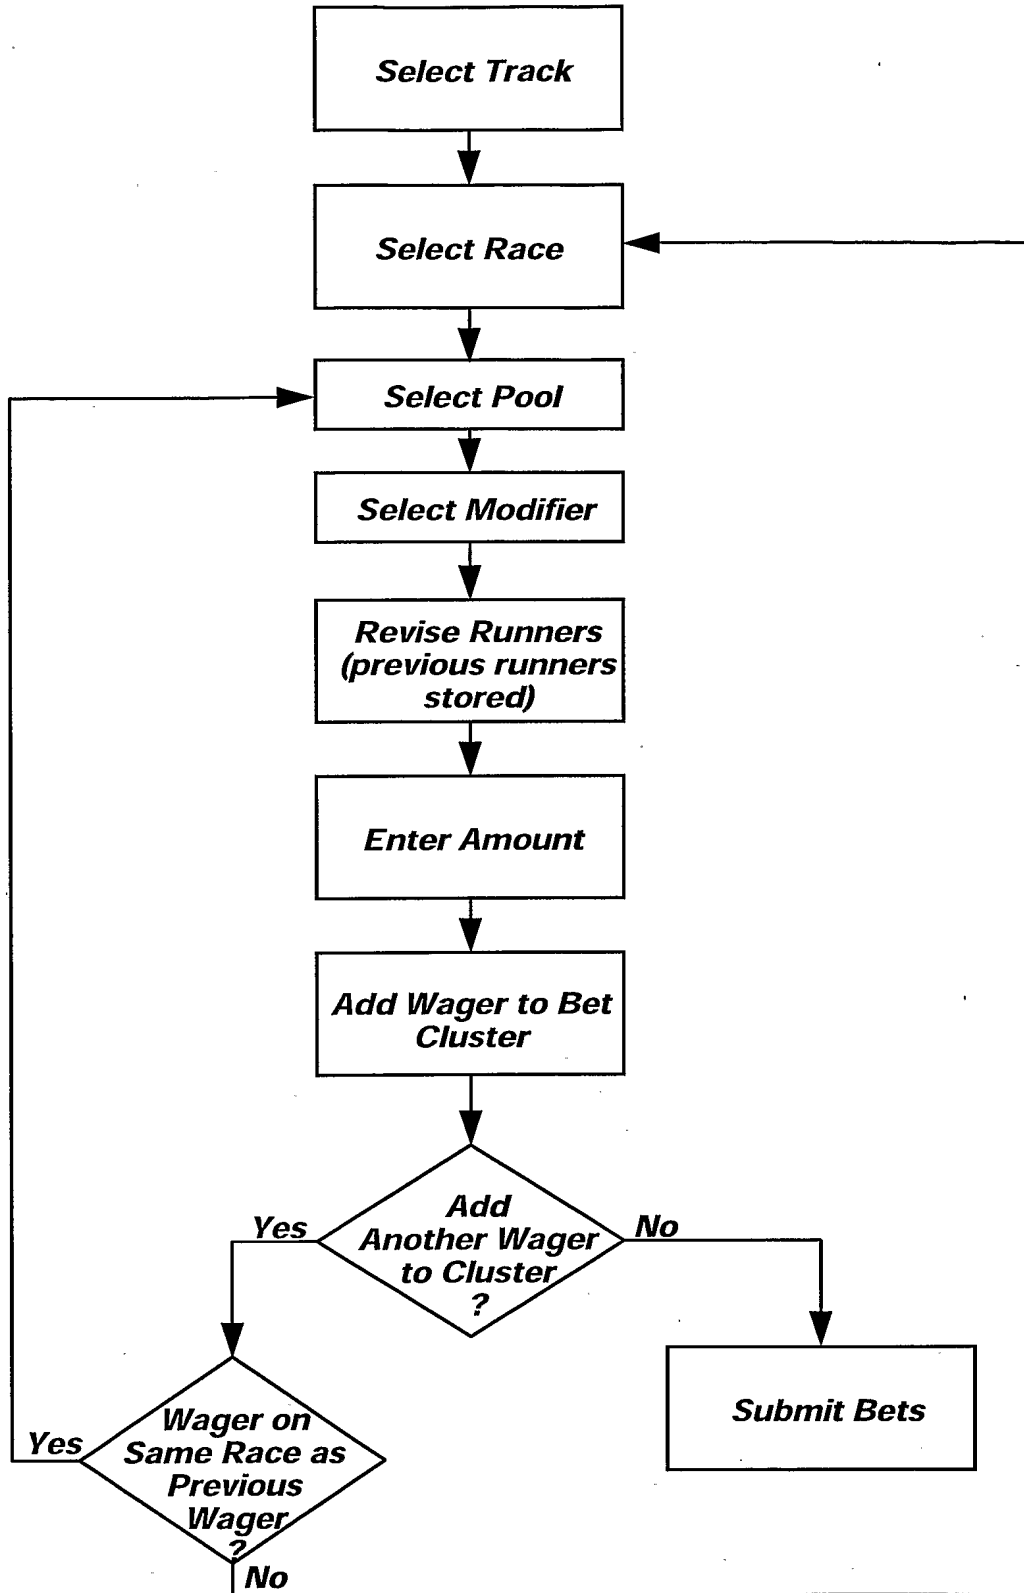 Select Track
Select Race
Select Pool
Select Modifier
Revise Runners
(previous runners
stored)
Enter Amount
Add Wager to Bet
Cluster
Add
Another Wager
to Cluster
?
Yes
No
Submit Bets
Wager on
Same Race as
Previous
Wager
?
Yes
No